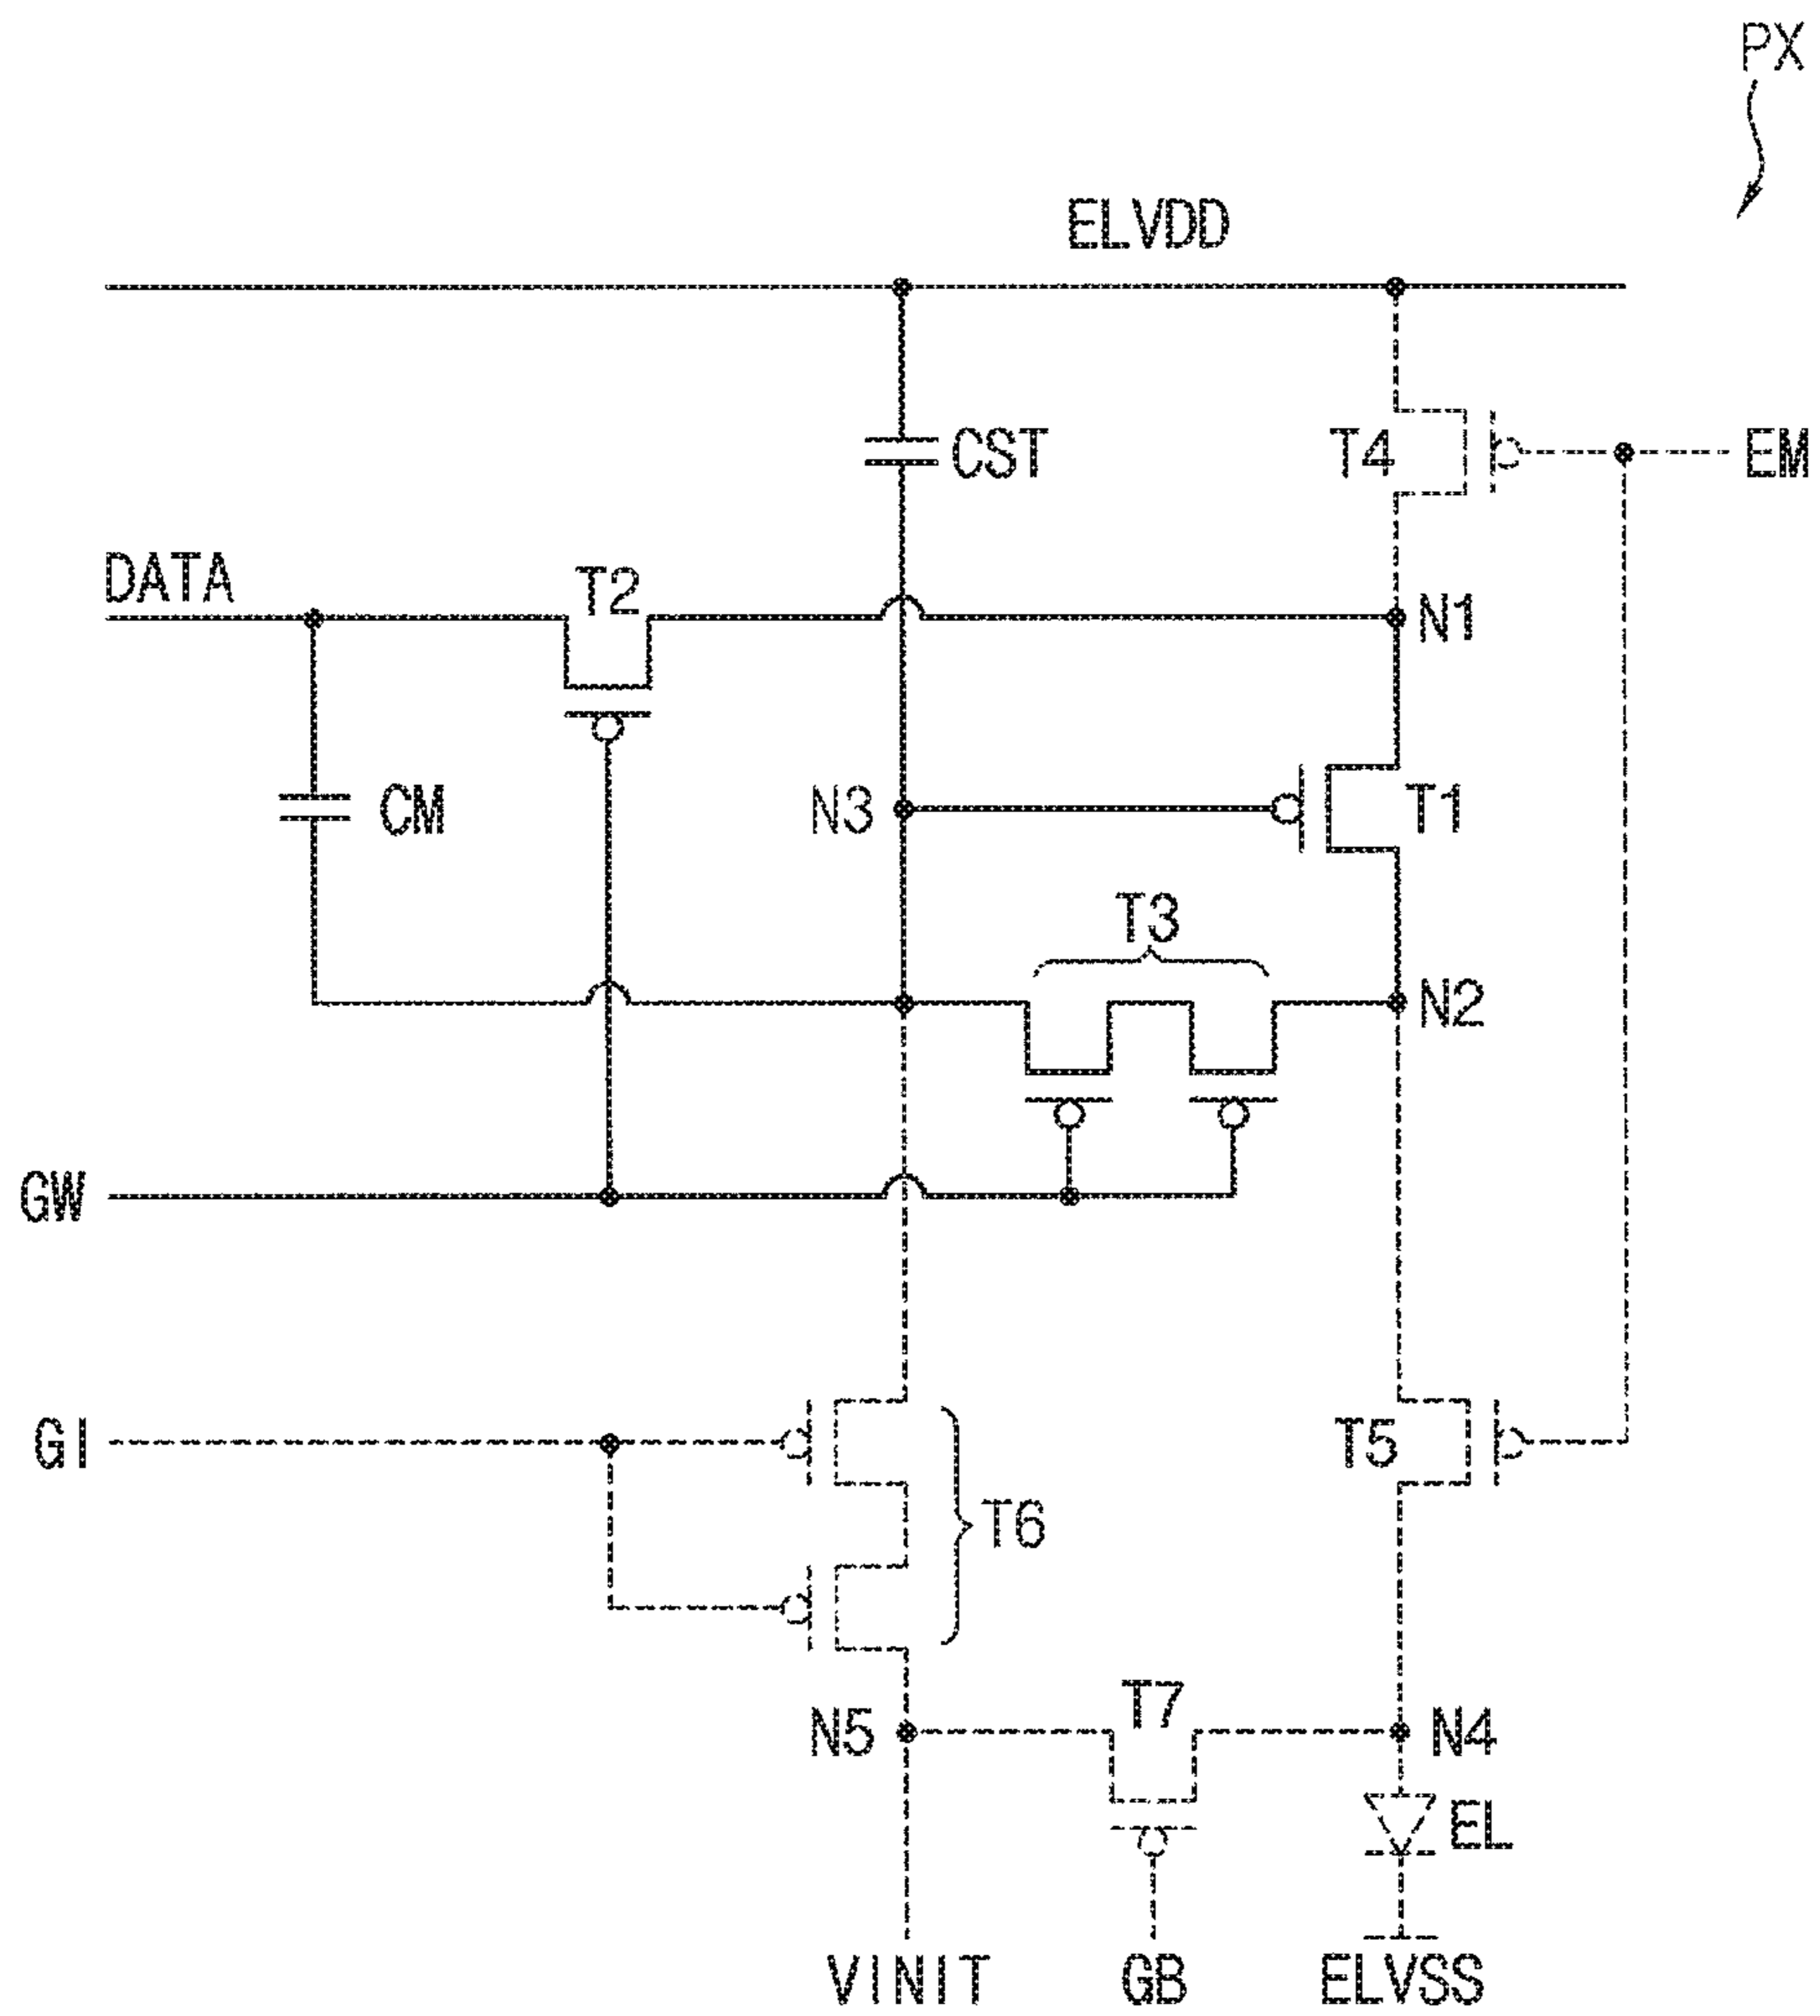 PX
ELVDD
CST
T4
EM
DATA
T2
N1
CM
N3
T1
T3
N2
GW
GI
T5
T6
T7
N5
N4
EL
VINIT
GB
ELVSS